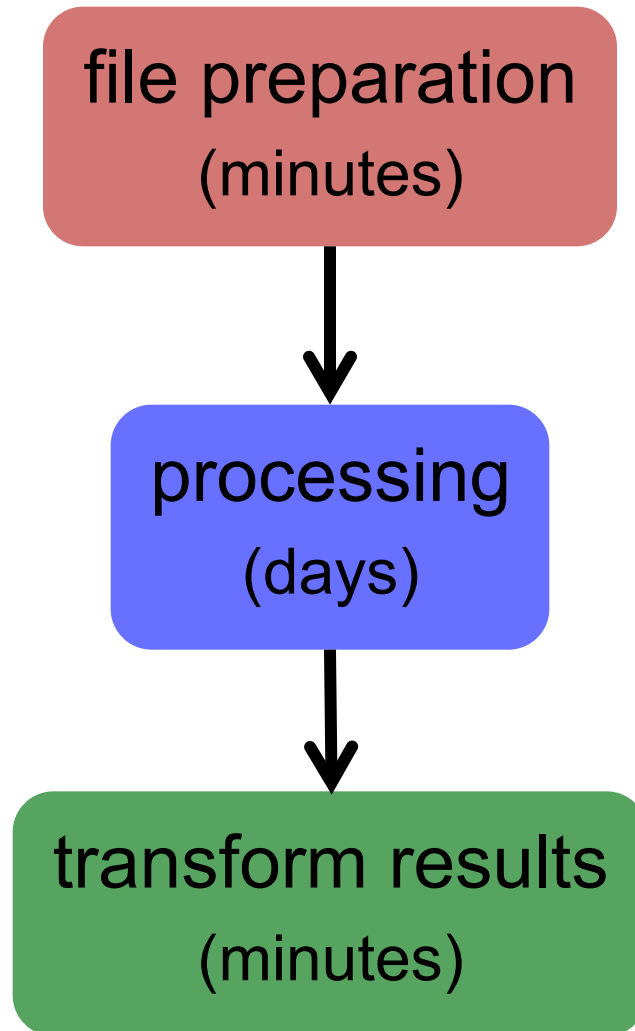 file preparation
(minutes)
processing
(days)
transform results
(minutes)